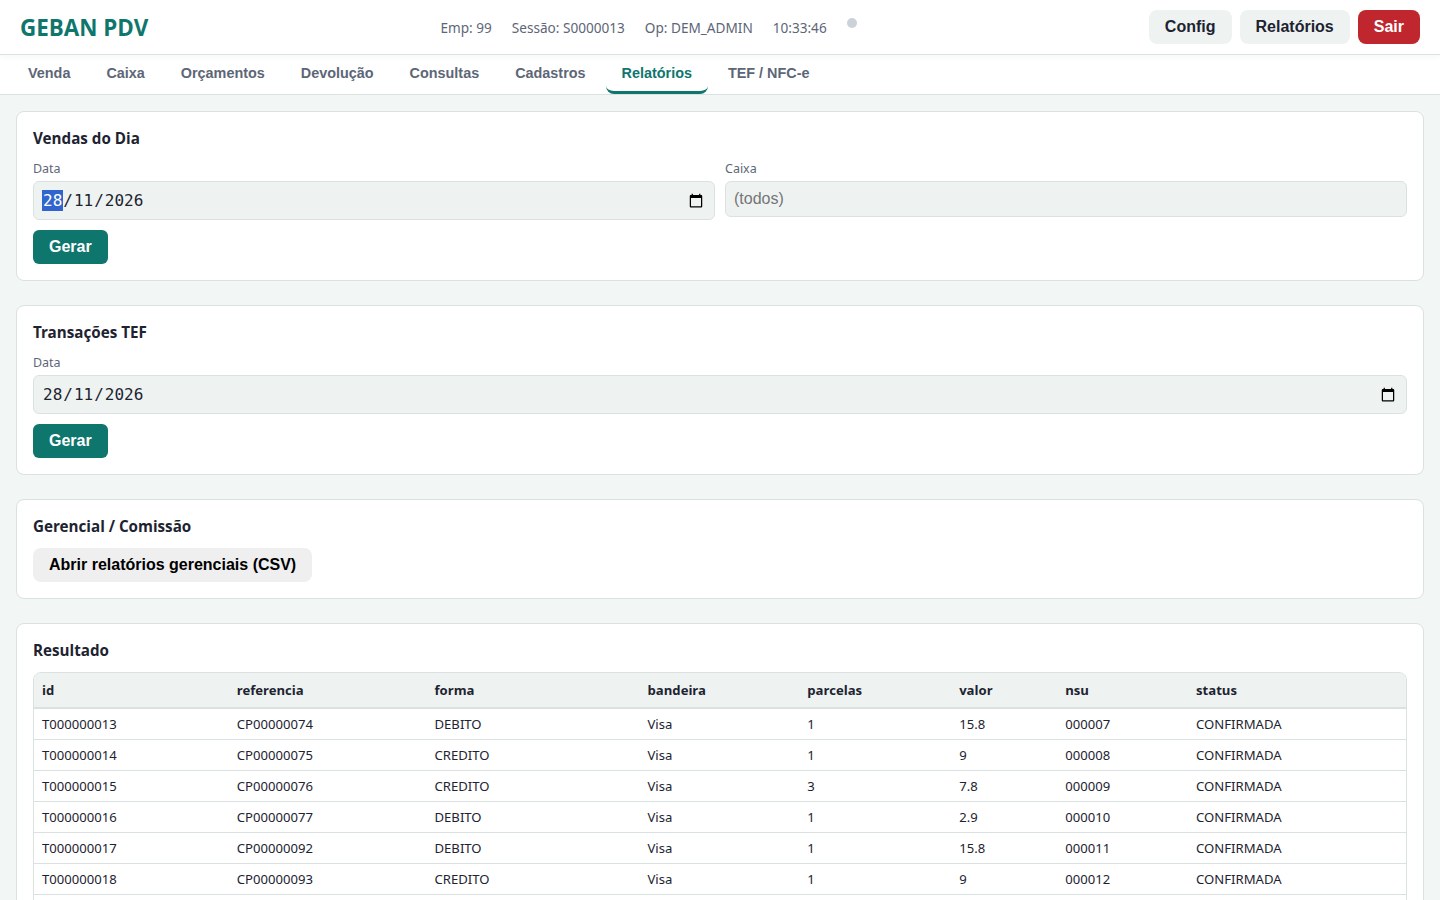 GEBAN PDV
Emp: 99 Sessão: S0000013 Op: DEM_ADMIN 10:33:46
Config Relatórios Sair
Venda Caixa Orçamentos Devolução Consultas Cadastros Relatórios TEF / NFC-e
Vendas do Dia
Data Caixa
28/11/2026 (todos)
Gerar
Transações TEF
Data
28/11/2026
Gerar
Gerencial / Comissão
Abrir relatórios gerenciais (CSV)
Resultado
id referencia forma bandeira parcelas valor nsu status
T000000013 CP00000074 DEBITO Visa 1 15.8 000007 CONFIRMADA
T000000014 CP00000075 CREDITO Visa 1 9 000008 CONFIRMADA
T000000015 CP00000076 CREDITO Visa 3 7.8 000009 CONFIRMADA
T000000016 CP00000077 DEBITO Visa 1 2.9 000010 CONFIRMADA
T000000017 CP00000092 DEBITO Visa 1 15.8 000011 CONFIRMADA
T000000018 CP00000093 CREDITO Visa 1 9 000012 CONFIRMADA